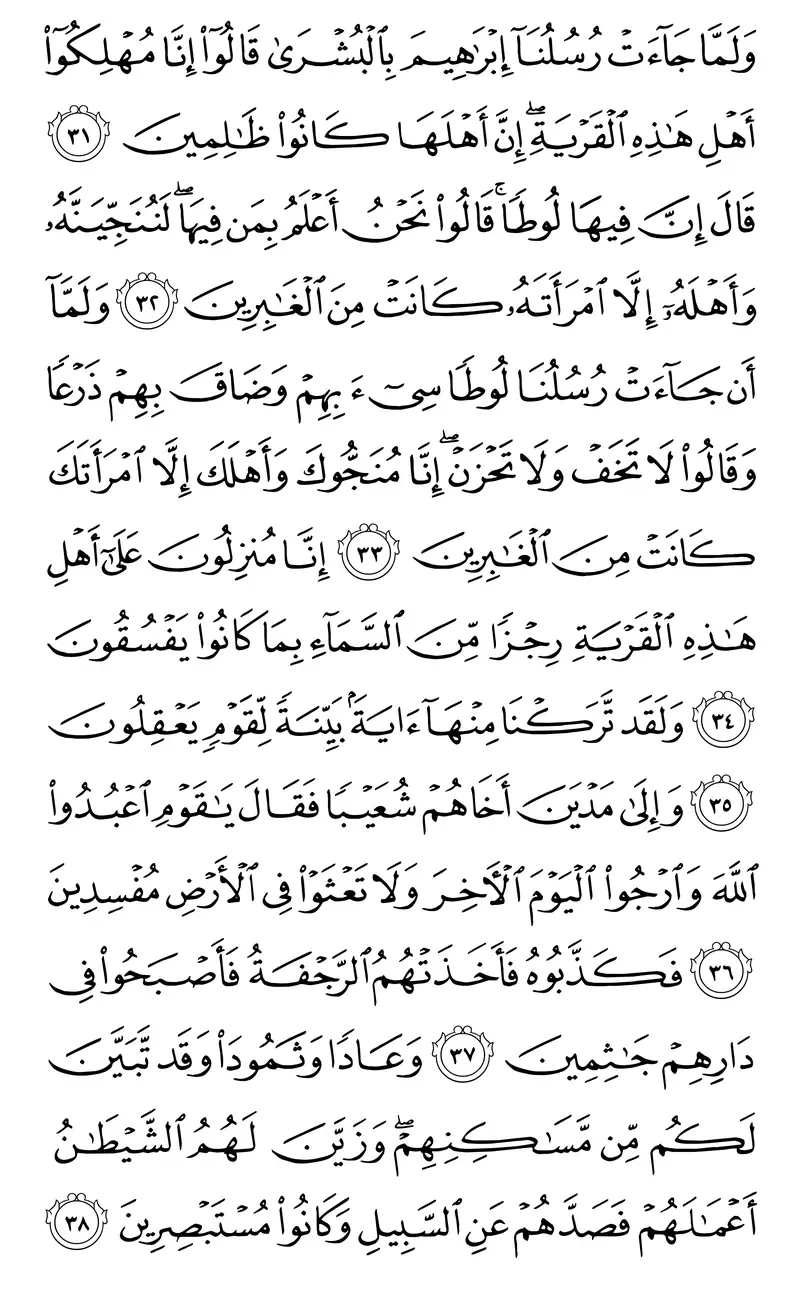 وَلَمَّا جَآءَتْ رُسُلُنَآ إِبْرَٰهِيمَ بِٱلْبُشْرَىٰ قَالُوٓا۟ إِنَّا مُهْلِكُوٓا۟
أَهْلِ هَٰذِهِ ٱلْقَرْيَةِ ۖ إِنَّ أَهْلَهَا كَانُوا۟ ظَٰلِمِينَ ٣١
قَالَ إِنَّ فِيهَا لُوطًا ۚ قَالُوا۟ نَحْنُ أَعْلَمُ بِمَن فِيهَا ۖ لَنُنَجِّيَنَّهُۥ
وَأَهْلَهُۥٓ إِلَّا ٱمْرَأَتَهُۥ كَانَتْ مِنَ ٱلْغَٰبِرِينَ ٣٢ وَلَمَّآ
أَن جَآءَتْ رُسُلُنَا لُوطًا سِىٓءَ بِهِمْ وَضَاقَ بِهِمْ ذَرْعًا
وَقَالُوا۟ لَا تَخَفْ وَلَا تَحْزَنْ ۖ إِنَّا مُنَجُّوكَ وَأَهْلَكَ إِلَّا ٱمْرَأَتَكَ
كَانَتْ مِنَ ٱلْغَٰبِرِينَ ٣٣ إِنَّا مُنزِلُونَ عَلَىٰٓ أَهْلِ
هَٰذِهِ ٱلْقَرْيَةِ رِجْزًا مِّنَ ٱلسَّمَآءِ بِمَا كَانُوا۟ يَفْسُقُونَ
٣٤ وَلَقَد تَّرَكْنَا مِنْهَآ ءَايَةًۢ بَيِّنَةً لِّقَوْمٍ يَعْقِلُونَ
٣٥ وَإِلَىٰ مَدْيَنَ أَخَاهُمْ شُعَيْبًا فَقَالَ يَٰقَوْمِ ٱعْبُدُوا۟
ٱللَّهَ وَٱرْجُوا۟ ٱلْيَوْمَ ٱلْءَاخِرَ وَلَا تَعْثَوْا۟ فِى ٱلْأَرْضِ مُفْسِدِينَ
٣٦ فَكَذَّبُوهُ فَأَخَذَتْهُمُ ٱلرَّجْفَةُ فَأَصْبَحُوا۟ فِى
دَارِهِمْ جَٰثِمِينَ ٣٧ وَعَادًا وَثَمُودَا۟ وَقَد تَّبَيَّنَ
لَكُم مِّن مَّسَٰكِنِهِمْ ۖ وَزَيَّنَ لَهُمُ ٱلشَّيْطَٰنُ
أَعْمَٰلَهُمْ فَصَدَّهُمْ عَنِ ٱلسَّبِيلِ وَكَانُوا۟ مُسْتَبْصِرِينَ ٣٨